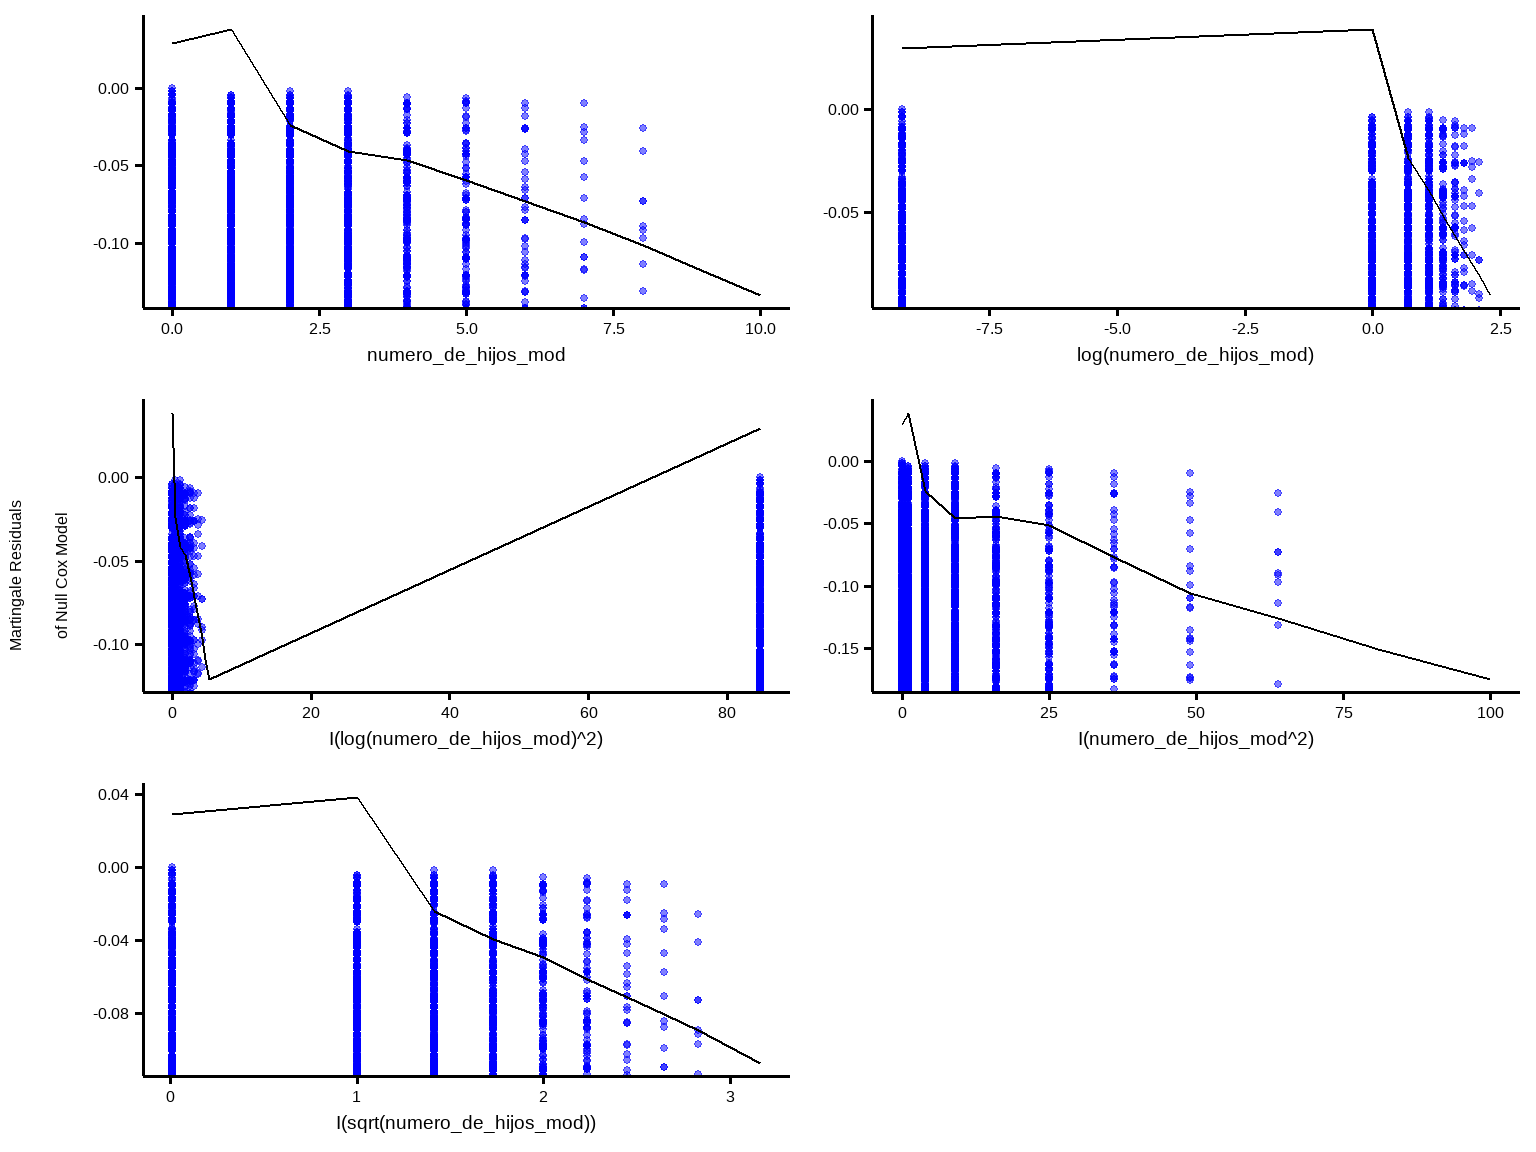 Martingale Residuals
of Null Cox Model
0.00
-0.05
-0.10
0.0 2.5 5.0 7.5 10.0
numero_de_hijos_mod
0.00
-0.05
-7.5 -5.0 -2.5 0.0 2.5
log(numero_de_hijos_mod)
0.00
-0.05
-0.10
0 20 40 60 80
I(log(numero_de_hijos_mod)^2)
0.00
-0.05
-0.10
-0.15
0 25 50 75 100
I(numero_de_hijos_mod^2)
0.04
0.00
-0.04
-0.08
0 1 2 3
I(sqrt(numero_de_hijos_mod))